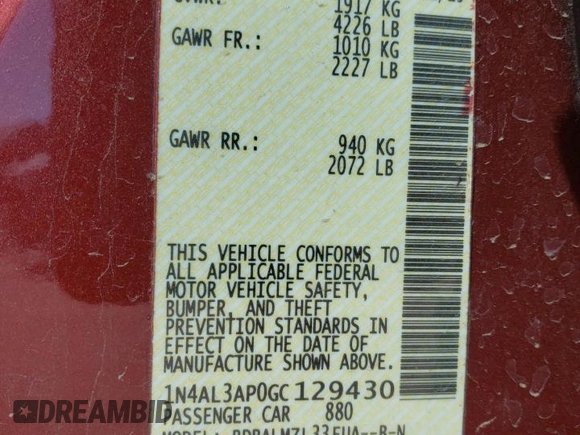 1917 KG
4226 LB
GAWR FR.: 1010 KG
2227 LB
GAWR RR.: 940 KG
2072 LB
THIS VEHICLE CONFORMS TO
ALL APPLICABLE FEDERAL
MOTOR VEHICLE SAFETY,
BUMPER, AND THEFT
PREVENTION STANDARDS IN
EFFECT ON THE DATE OF
MANUFACTURE SHOWN ABOVE.
1N4AL3AP0GC129430
PASSENGER CAR 880
MODEL:
DREAMBID